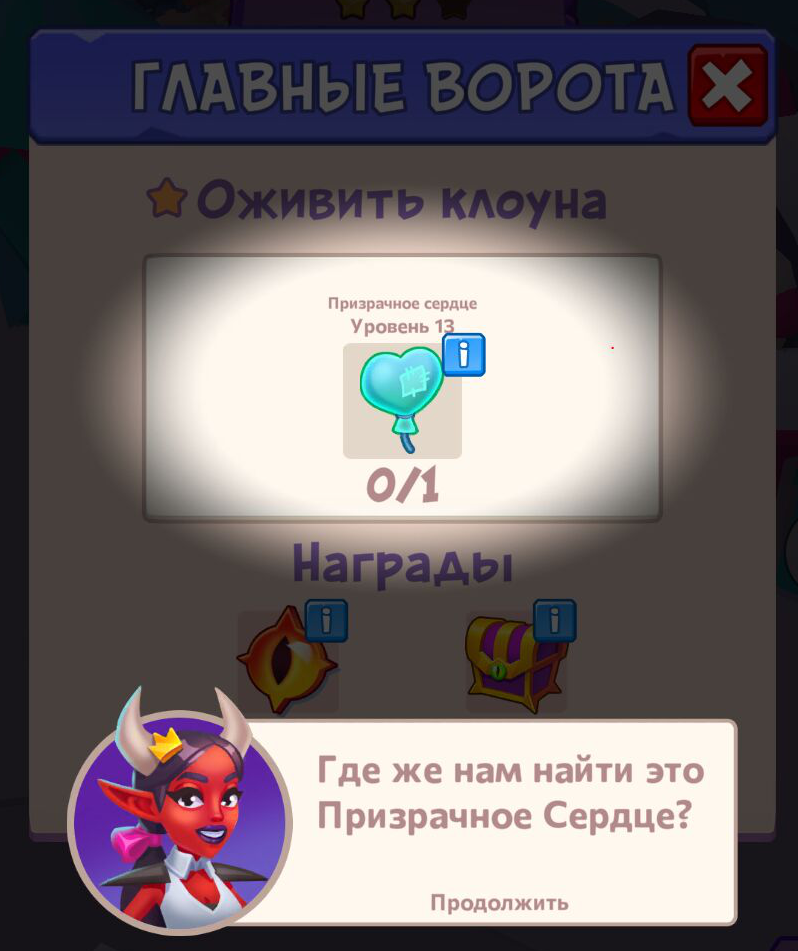 ГЛАВНЫЕ ВОРОТА
Оживить клоуна
Призрачное сердце
Уровень 13
i
0/1
Награды
i
i
Где же нам найти это
Призрачное Сердце?
Продолжить